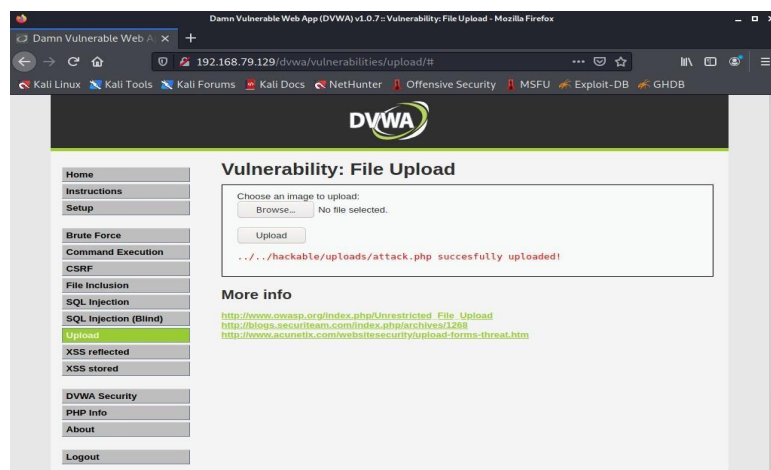 Damn Vulnerable Web App (DVWA) v1.0.7 :: Vulnerability: File Upload - Mozilla Firefox
Damn Vulnerable Web A
192.168.79.129/dvwa/vulnerabilities/upload/#
Kali Linux Kali Tools Kali Forums Kali Docs NetHunter Offensive Security MSFU Exploit-DB GHDB
DVWA
Home
Instructions
Setup
Brute Force
Command Execution
CSRF
File Inclusion
SQL Injection
SQL Injection (Blind)
Upload
XSS reflected
XSS stored
DVWA Security
PHP Info
About
Logout
Vulnerability: File Upload
Choose an image to upload:
Browse... No file selected.
Upload
../../hackable/uploads/attack.php succesfully uploaded!
More info
http://www.owasp.org/index.php/Unrestricted_File_Upload
http://blogs.securiteam.com/index.php/archives/1268
http://www.acunetix.com/websitesecurity/upload-forms-threat.htm